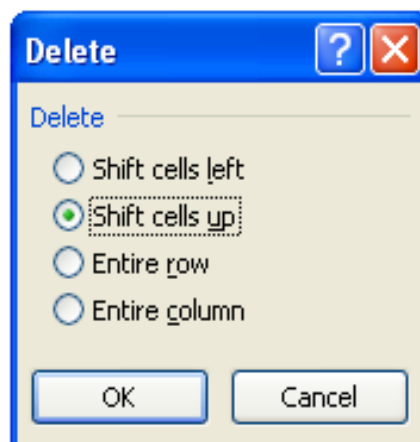 Delete
Delete
Shift cells left
Shift cells up
Entire row
Entire column
OK Cancel